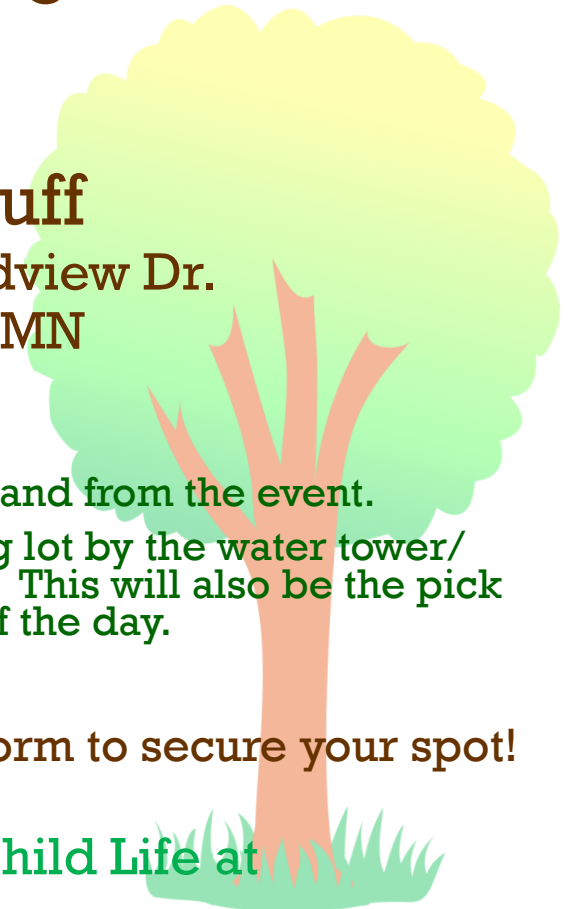 uff
dview Dr.
MN
and from the event.
g lot by the water tower/
This will also be the pick
f the day.
orm to secure your spot!
hild Life at